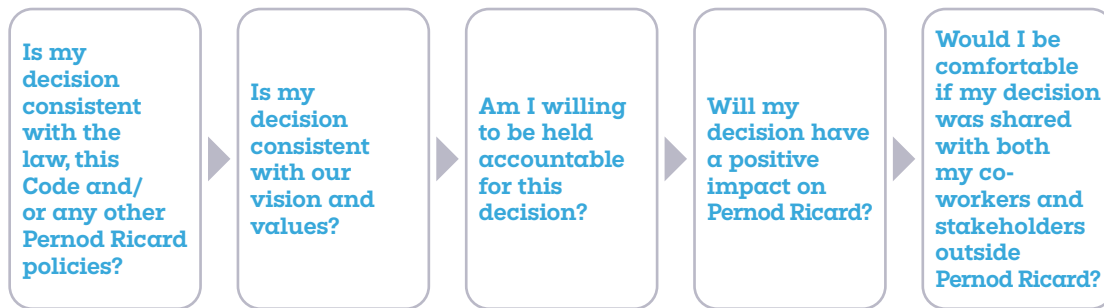 Is my
decision
consistent
with the
law, this
Code and/
or any other
Pernod Ricard
policies?
Is my
decision
consistent
with our
vision and
values?
Am I willing
to be held
accountable
for this
decision?
Will my
decision have
a positive
impact on
Pernod Ricard?
Would I be
comfortable
if my decision
was shared
with both
my co-
workers and
stakeholders
outside
Pernod Ricard?